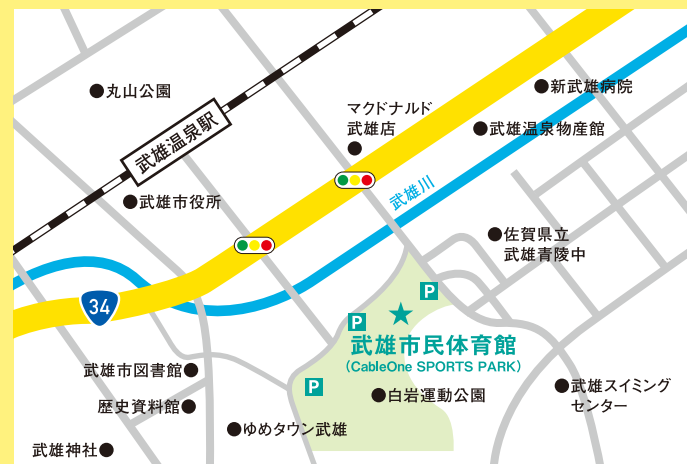 丸山公園
新武雄病院
マクドナルド
武雄店
武雄温泉物産館
武雄温泉駅
武雄川
武雄市役所
佐賀県立
武雄青陵中
34
P
P
武雄市民体育館
(CableOne SPORTS PARK)
武雄市図書館
P
白岩運動公園
武雄スイミング
センター
歴史資料館
ゆめタウン武雄
武雄神社